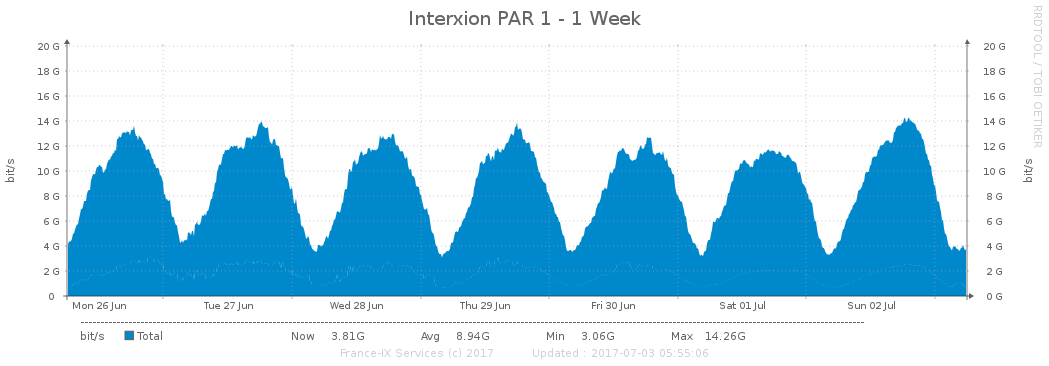 Interxion PAR 1 - 1 Week
RRDTOOL / TOBI OETIKER
bit/s
bit/s
20 G 20 G
18 G 18 G
16 G 16 G
14 G 14 G
12 G 12 G
10 G 10 G
8 G 8 G
6 G 6 G
4 G 4 G
2 G 2 G
0 0 G
Mon 26 Jun Tue 27 Jun Wed 28 Jun Thu 29 Jun Fri 30 Jun Sat 01 Jul Sun 02 Jul
bit/s Total Now 3.81G Avg 8.94G Min 3.06G Max 14.26G
France-IX Services (c) 2017 Updated : 2017-07-03 05:55:06